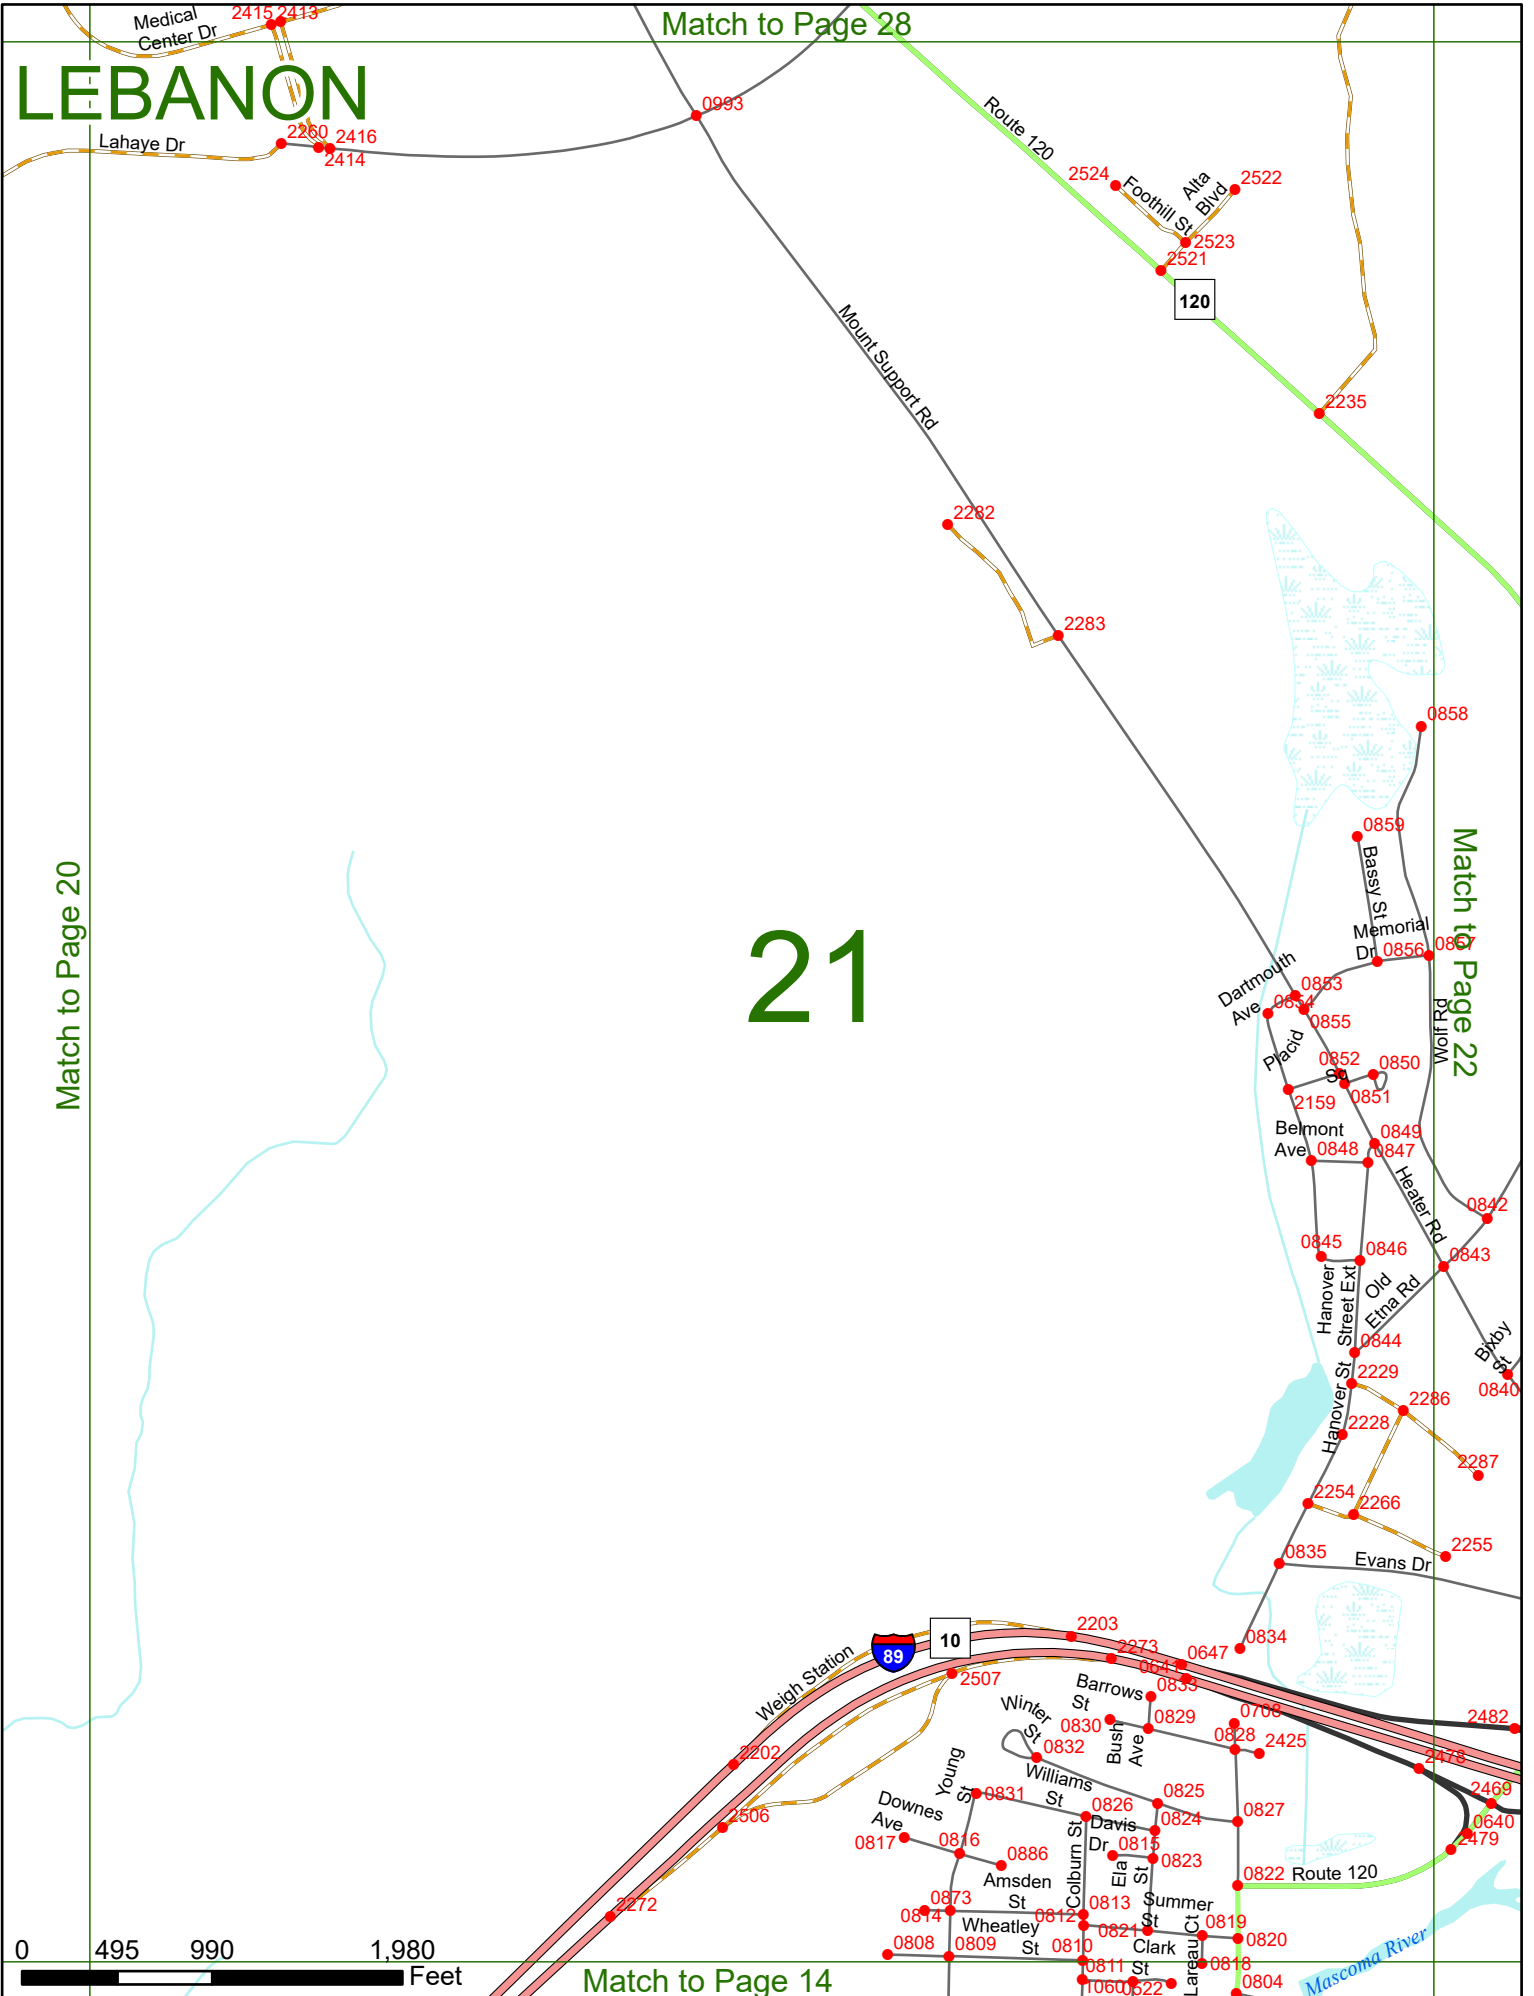 Match to Page 28
2415
2413
Medical
Center Dr
LEBANON
0993
2260
2416
2414
Lahaye Dr
Route 120
2524
2522
Foothill St
Alta
Blvd
2523
2521
120
Mount Support Rd
2235
2282
2283
0858
0859
Bassy St
Match to Page 20
21
Match to Page 22
Memorial
Dr
0856
0857
Dartmouth
Ave
0853
0854
0855
Wolf Rd
Placid
Sq
0852
0850
0851
2159
Belmont
Ave
0849
0848
0847
Heater Rd
0842
0845
0846
0843
Hanover
Street Ext
Old
Etna Rd
0844
Bixby
St
0840
2229
2286
Hanover St
2228
2287
2254
2266
2255
0835
Evans Dr
2203
10
89
0834
2273
0647
0641
Weigh Station
2507
Barrows
St
0833
Winter
St
0830
0829
0708
2482
0828
2425
Bush
Ave
0832
2202
2478
Young
St
Williams
St
0831
0825
2469
Downes
Ave
0826
0827
0640
Davis
Dr
0824
2506
0817
0816
0815
2479
0886
0823
Colburn St
Ela
St
0822
Route 120
Amsden
St
0873
0813
Summer
St
2272
0814
0812
0821
0819
Wheatley
St
0820
Clark
St
Lareau Ct
0808
0809
0810
0818
Mascoma River
0811
1060
0522
0804
0
495
990
1,980
Feet
Match to Page 14